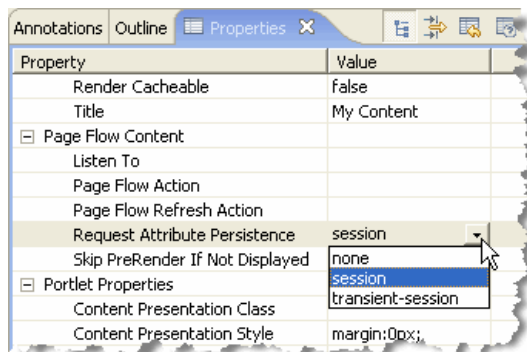 Annotations Outline Properties
Property Value
Render Cacheable false
Title My Content
Page Flow Content
Listen To
Page Flow Action
Page Flow Refresh Action
Request Attribute Persistence session
Skip PreRender If Not Displayed none
session
Portlet Properties transient-session
Content Presentation Class
Content Presentation Style margin:0px;